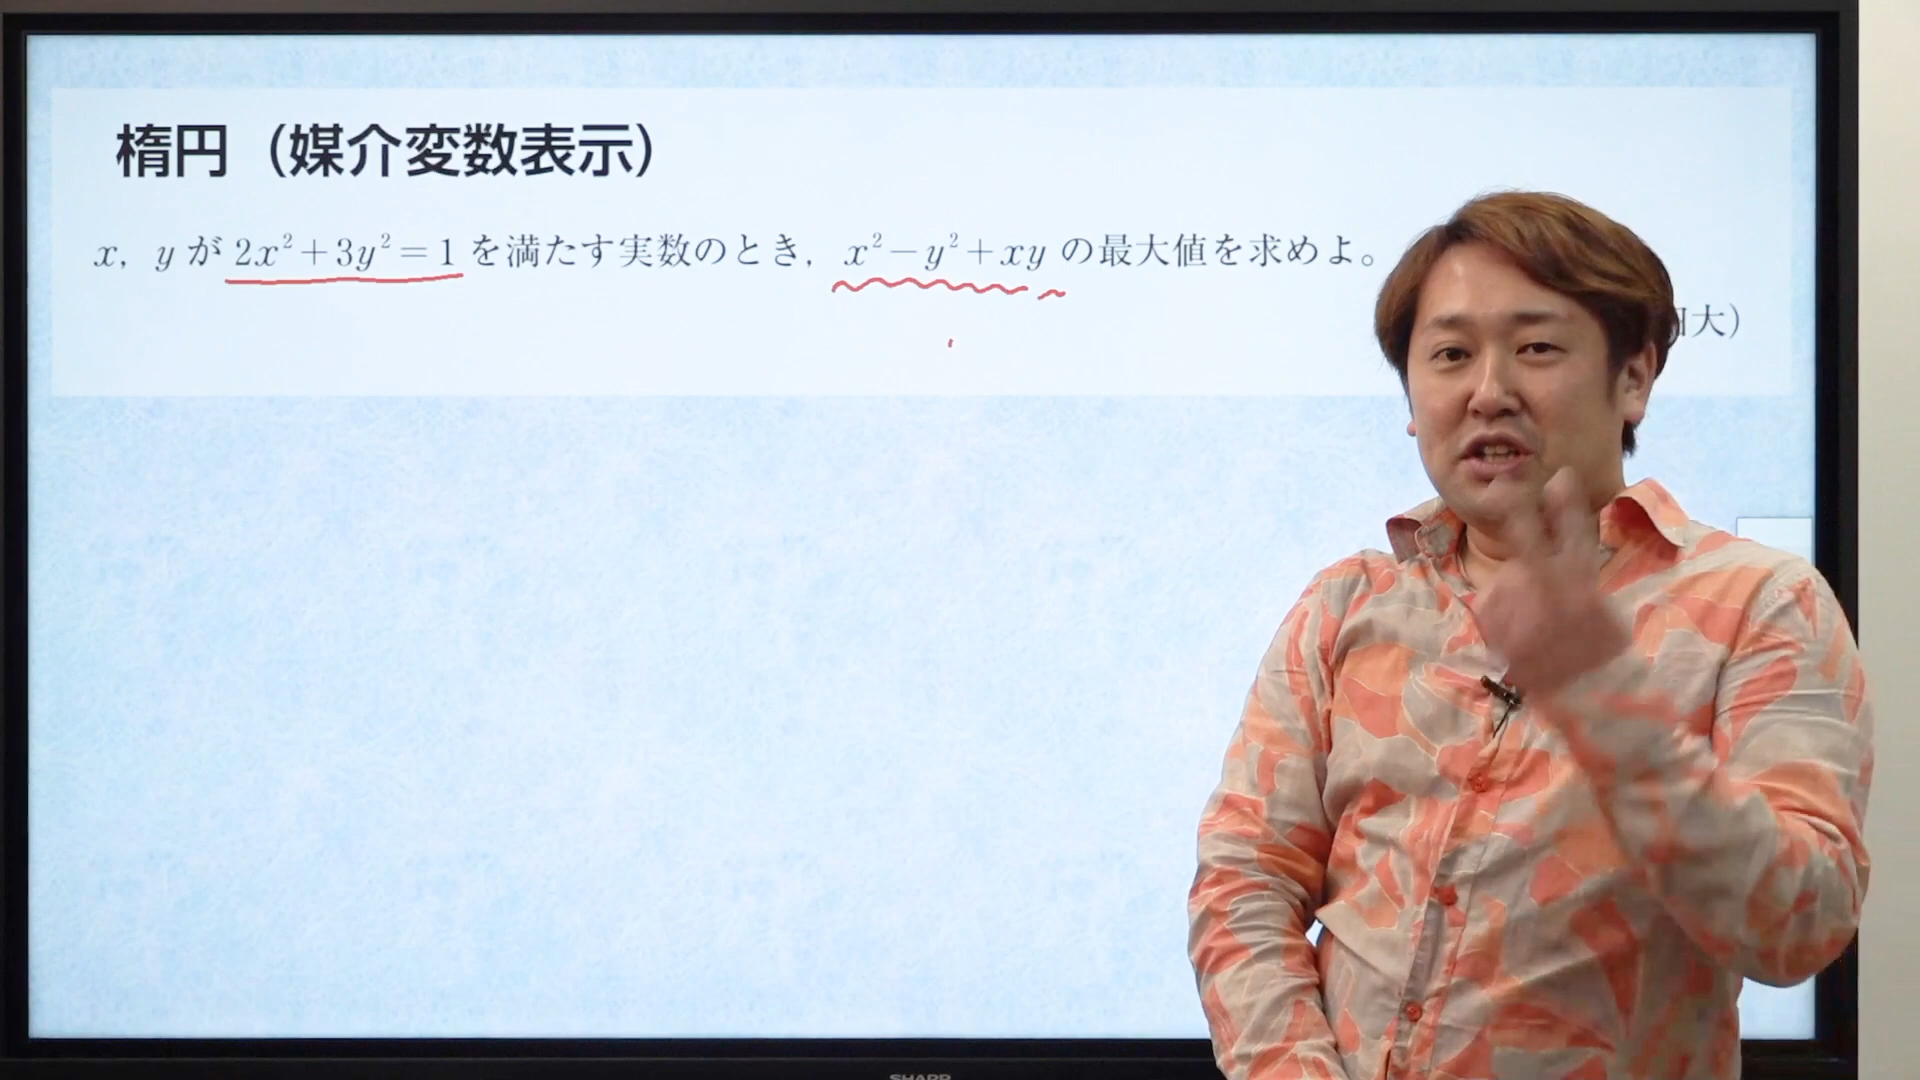 楕円（媒介変数表示）
x, y が 2x²+3y²=1 を満たす実数のとき, x²−y²+xy の最大値を求めよ。
大）
SHARP